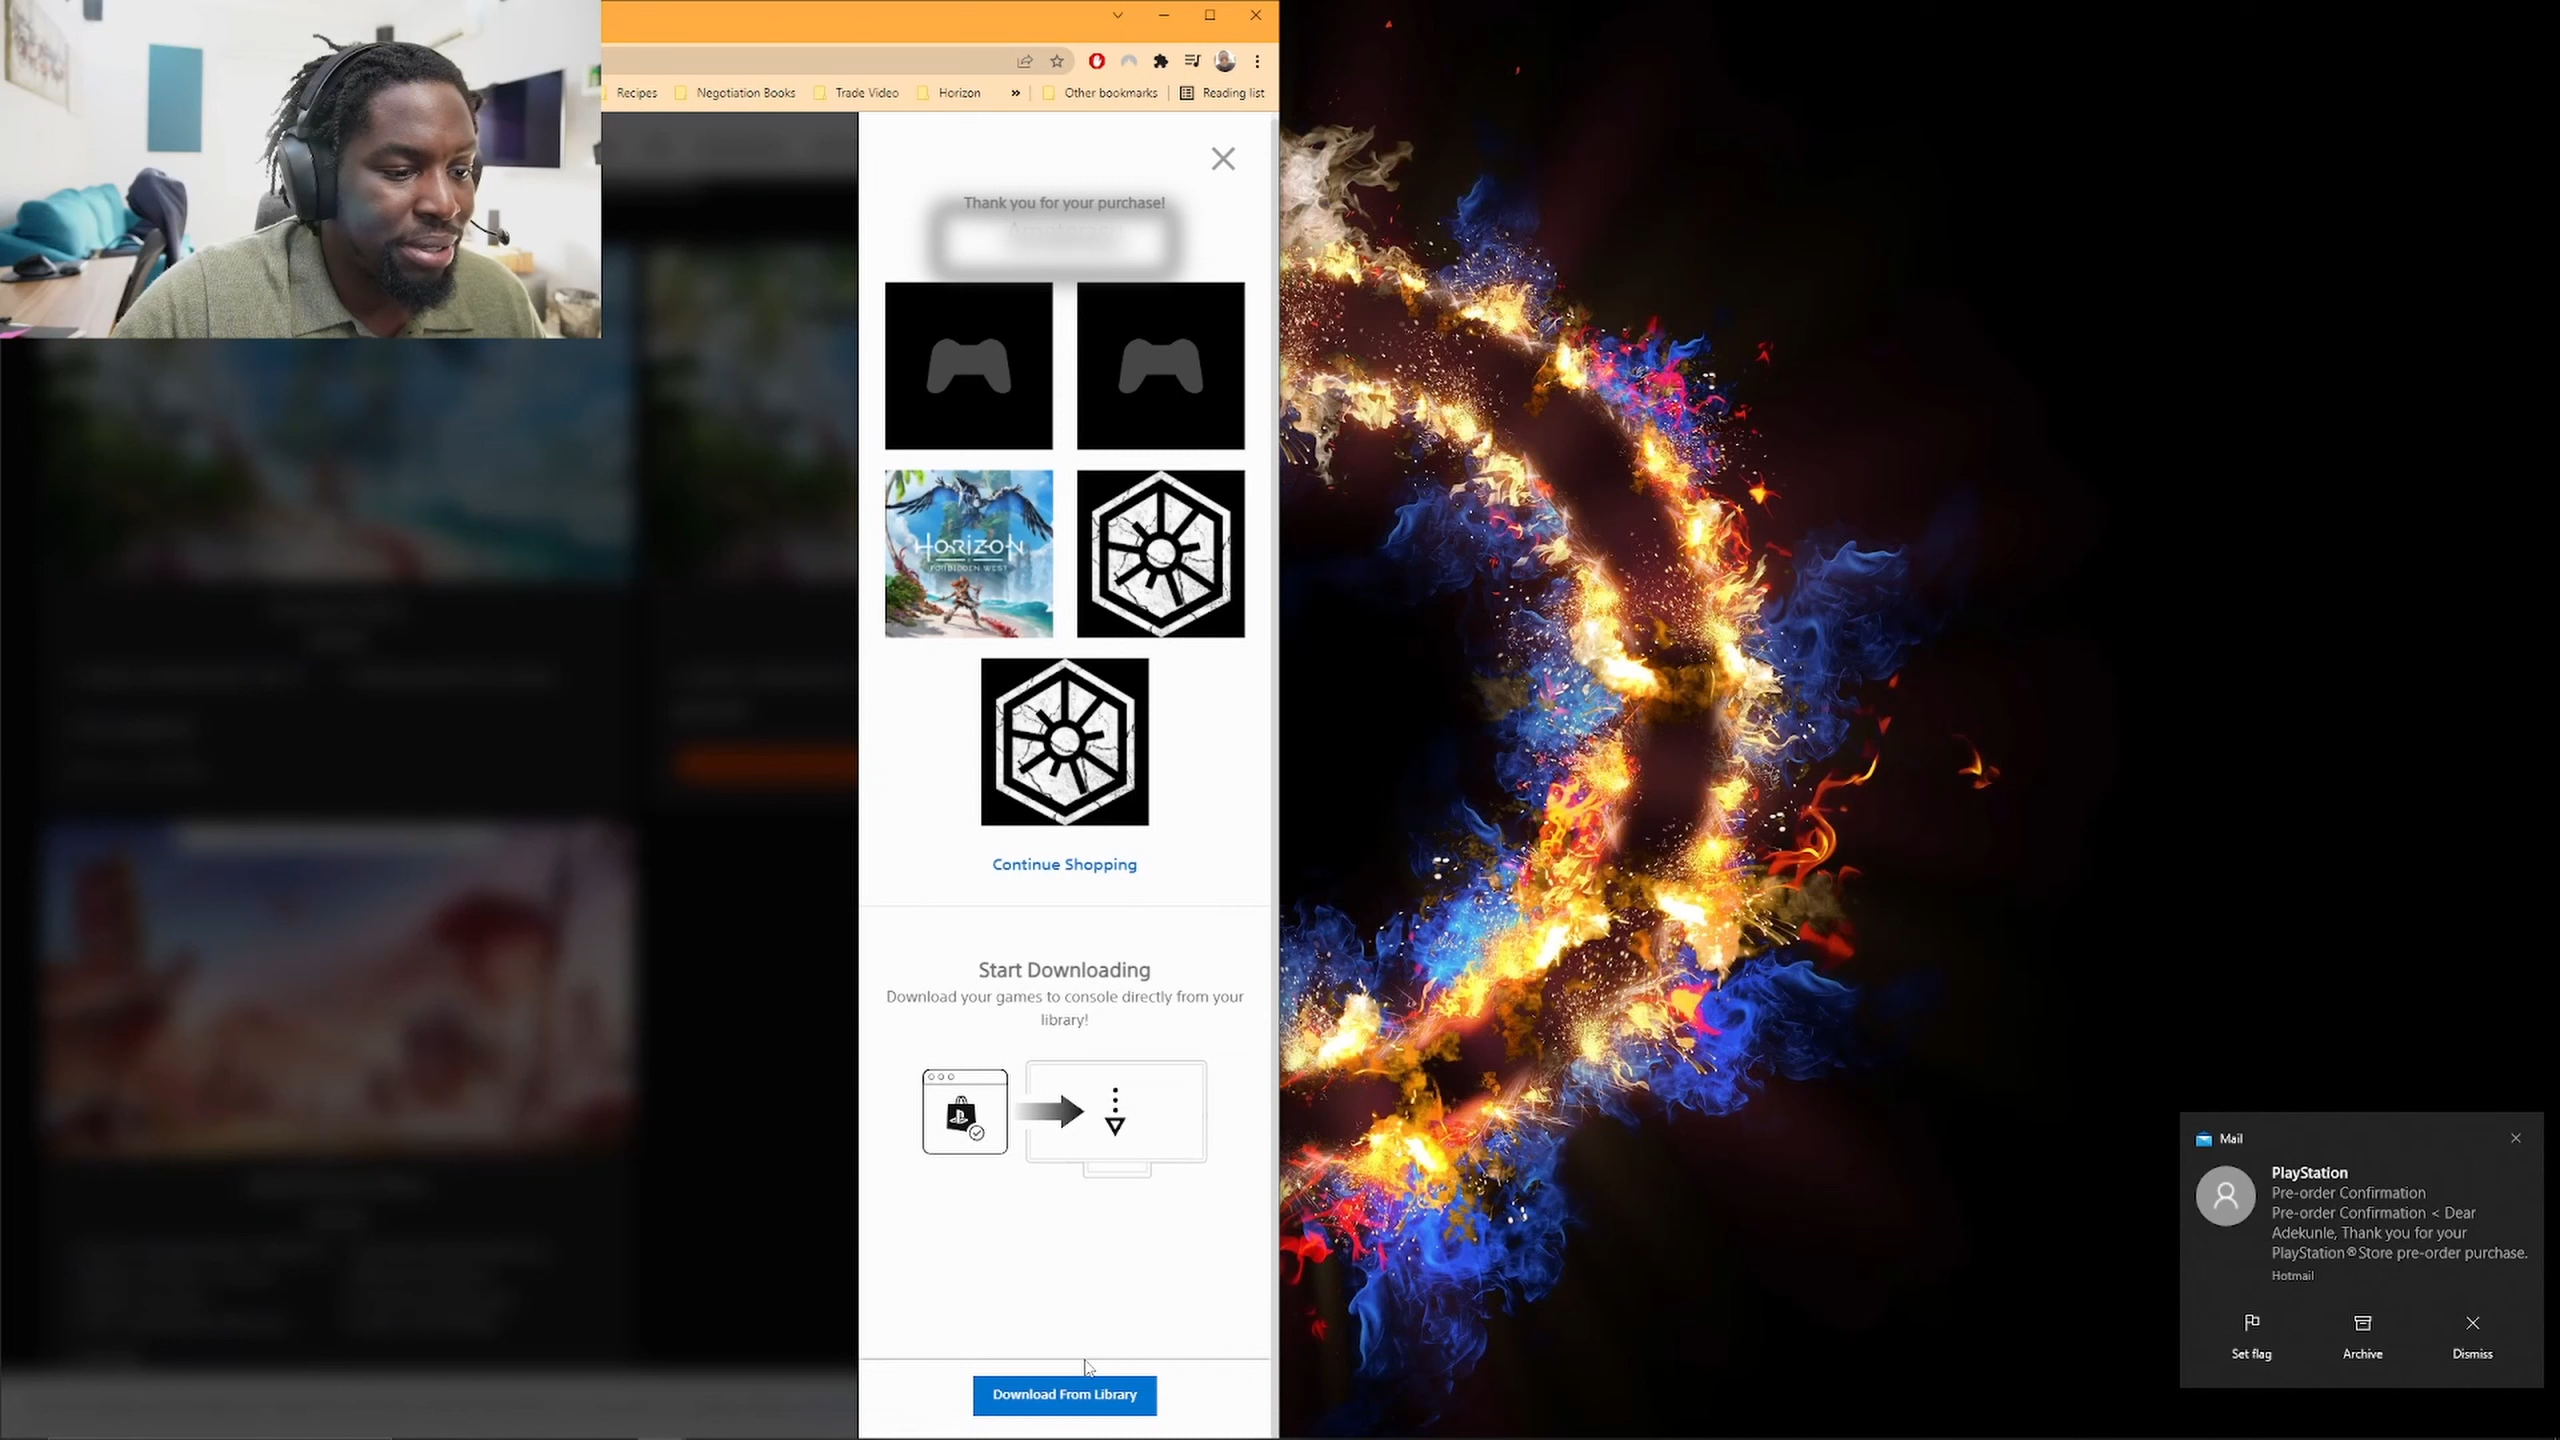 Recipes
Negotiation Books
Trade Video
Horizon
»
Other bookmarks
Reading list
Thank you for your purchase!
HORIZON
FORBIDDEN WEST
Continue Shopping
Start Downloading
Download your games to console directly from your
library!
Download From Library
Mail
PlayStation
Pre-order Confirmation
Pre-order Confirmation < Dear
Adekunle, Thank you for your
PlayStation®Store pre-order purchase.
Hotmail
Set flag
Archive
Dismiss